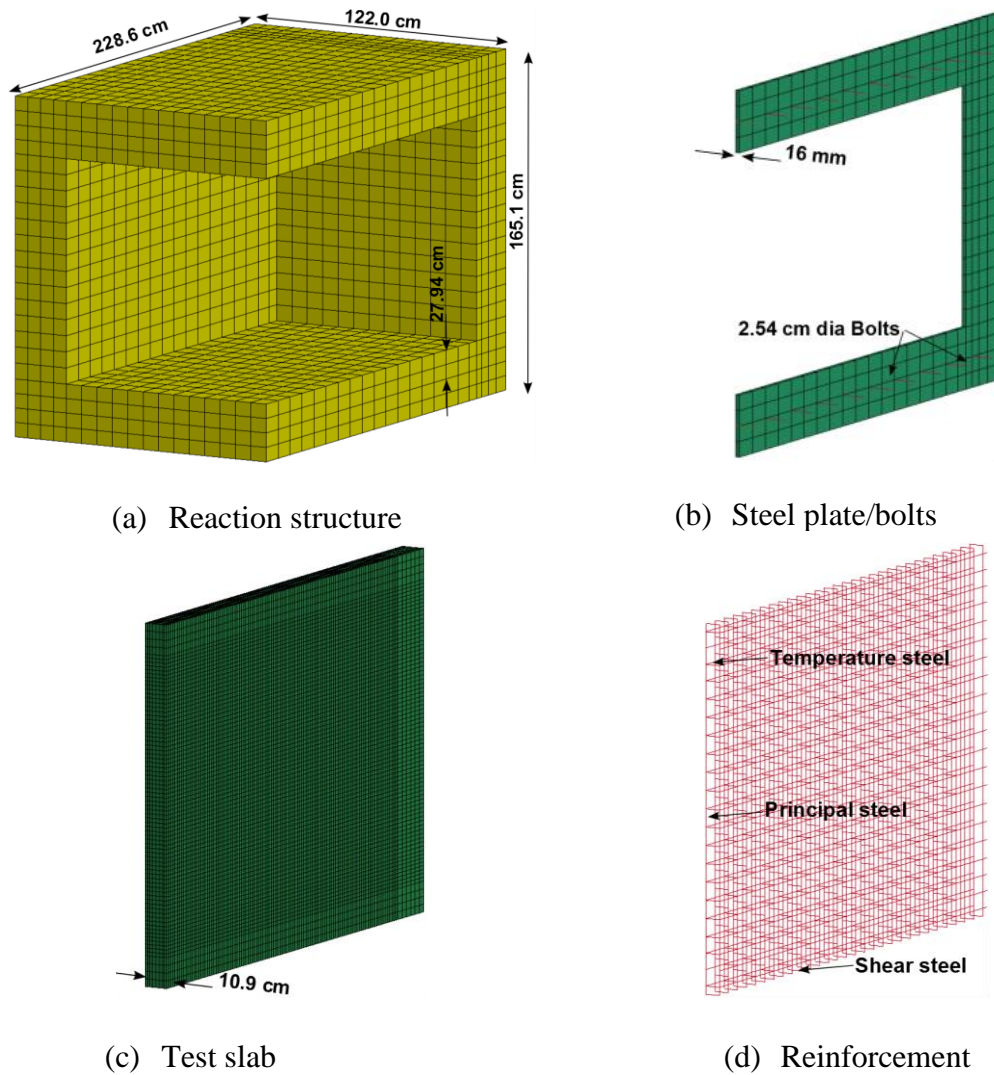 228.6 cm
122.0 cm
165.1 cm
27.94 cm
(a) Reaction structure
16 mm
2.54 cm dia Bolts
(b) Steel plate/bolts
10.9 cm
(c) Test slab
Temperature steel
Principal steel
Shear steel
(d) Reinforcement